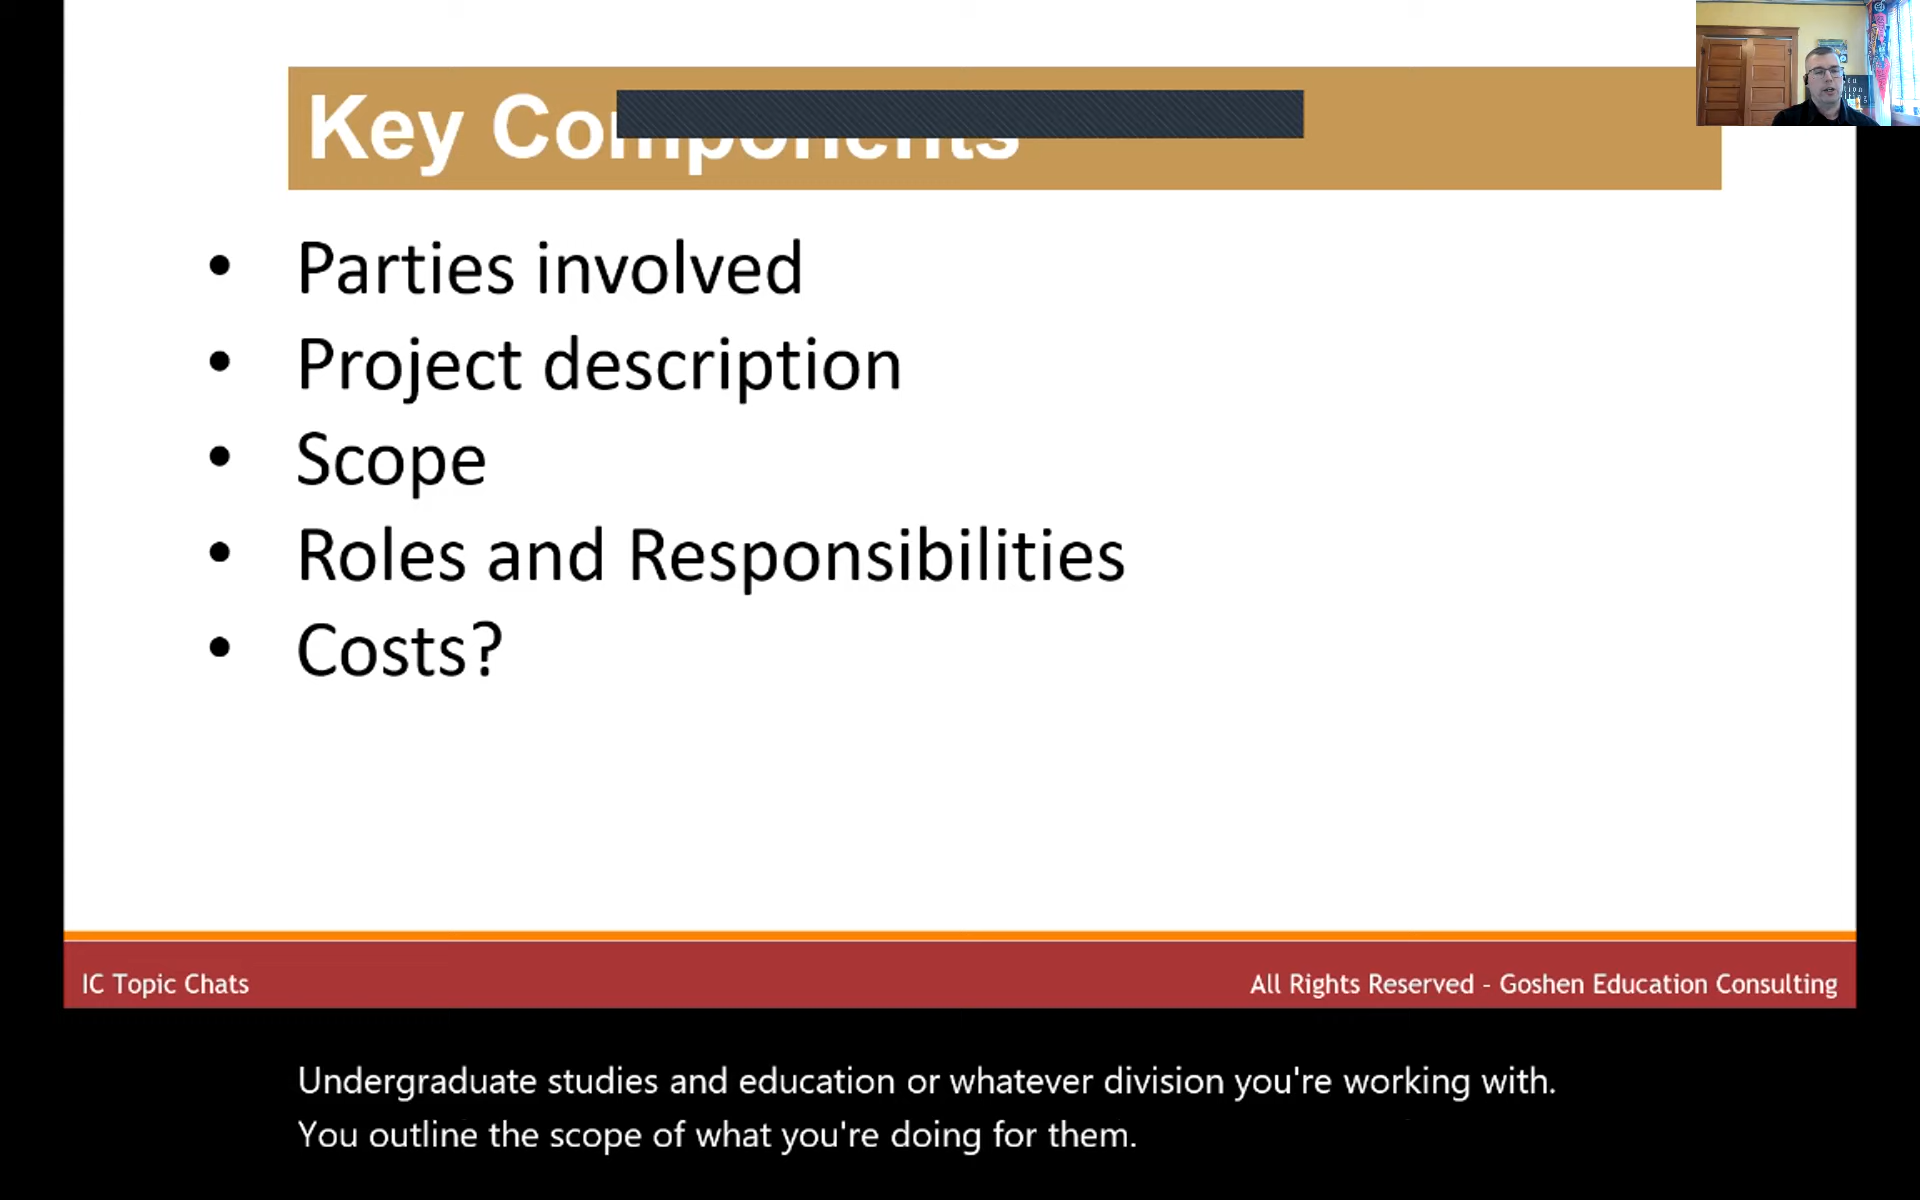 Key Components
• Parties involved
• Project description
• Scope
• Roles and Responsibilities
• Costs?
IC Topic Chats
All Rights Reserved - Goshen Education Consulting
Undergraduate studies and education or whatever division you're working with.
You outline the scope of what you're doing for them.